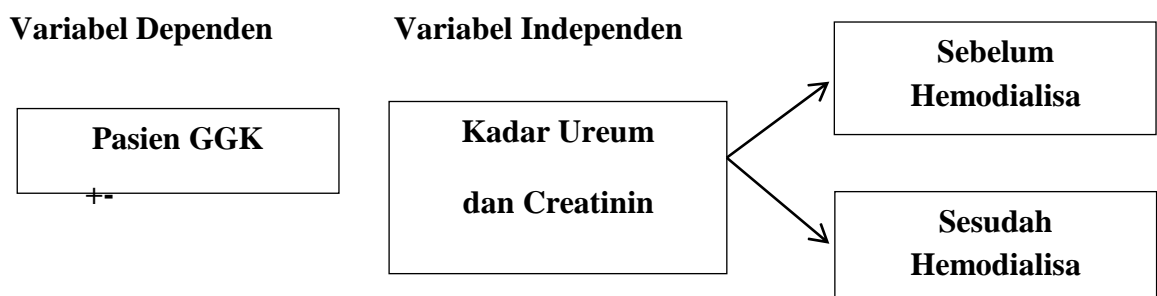 Variabel Dependen
Variabel Independen
Sebelum
Hemodialisa
Pasien GGK
+-
Kadar Ureum
dan Creatinin
Sesudah
Hemodialisa